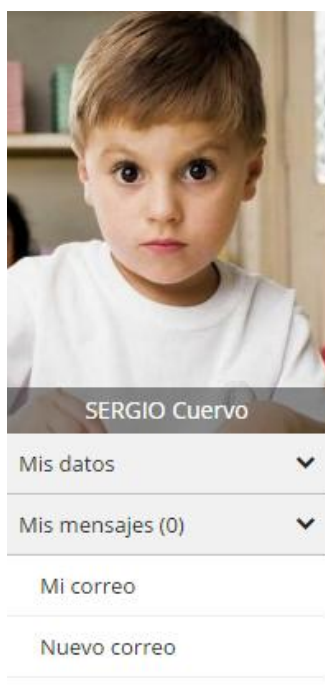 SERGIO Cuervo
Mis datos
Mis mensajes (0)
Mi correo
Nuevo correo